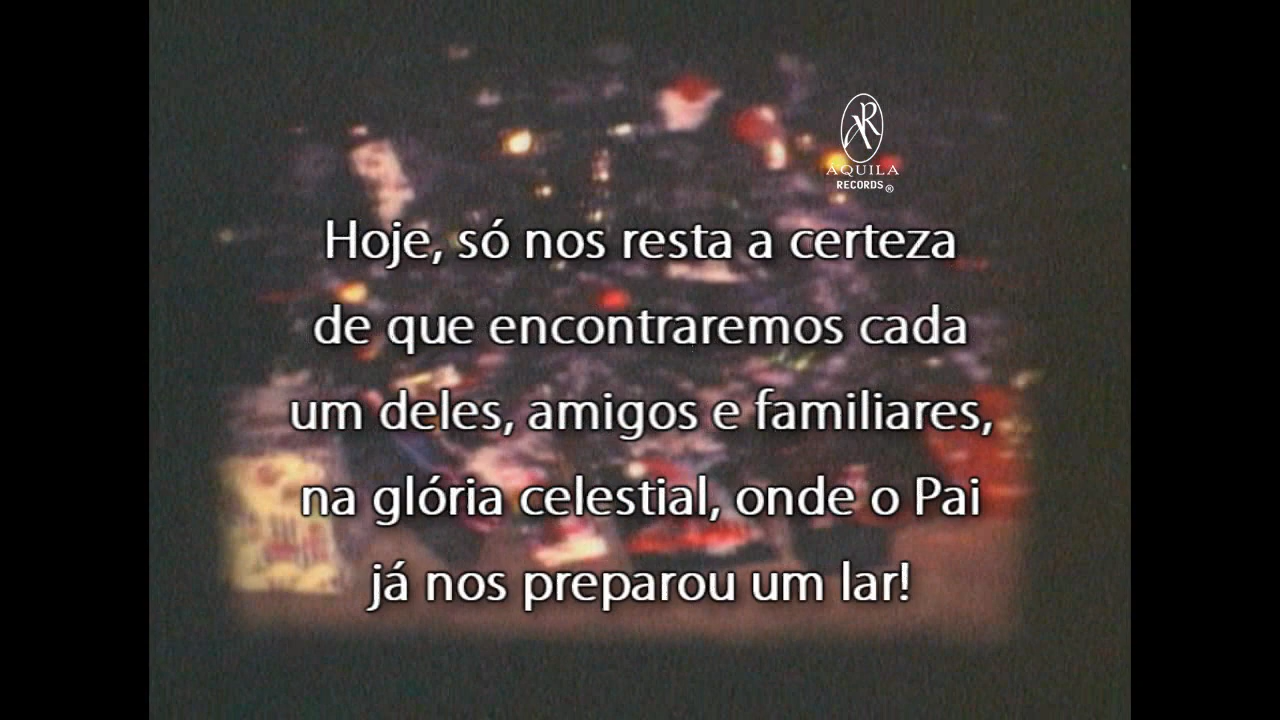 ÁQUILA
RECORDS®
Hoje, só nos resta a certeza
de que encontraremos cada
um deles, amigos e familiares,
na glória celestial, onde o Pai
já nos preparou um lar!